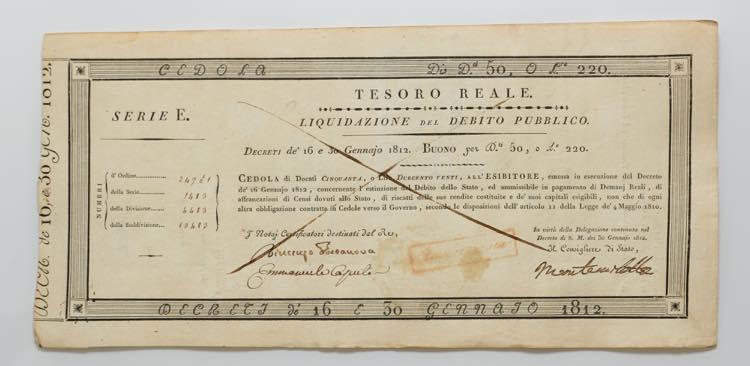 CEDOLA Di D.ti 50, O L.e 220.
TESORO REALE.
SERIE E.
LIQUIDAZIONE DEL DEBITO PUBBLICO.
DECRETI de' 16 e 30 Gennajo 1812. BUONO per D.ti 50, o L.e 220.
NUMERI
d'Ordine
della Serie
della Divisione
della Suddivisione
CEDOLA di Docati CINQUANTA, o Lire DUECENTO VENTI, ALL'ESIBITORE, emessa in esecuzione del Decreto
de' 16 Gennajo 1812, concernente l'estinzione del Debito dello Stato, ed ammissibile in pagamento di Demanj Reali, di
affrancazioni di Censi dovuti allo Stato, di riscatti delle sue rendite costituite e de' suoi capitali esigibili, non che di ogni
altra obbligazione contratta in Cedole verso il Governo, secondo le disposizioni dell'articolo 11 della Legge de' 4 Maggio 1810.
I Notaj Certificatori destinati dal Re,
In virtù della Delegazione contenuta nel
Decreto di S. M. dei 30 Gennajo 1812.
Il Consigliere di Stato,
DECRETI de' 16 E 30 GENNAJO 1812.
de' 16, e 30 Gen. 1812.